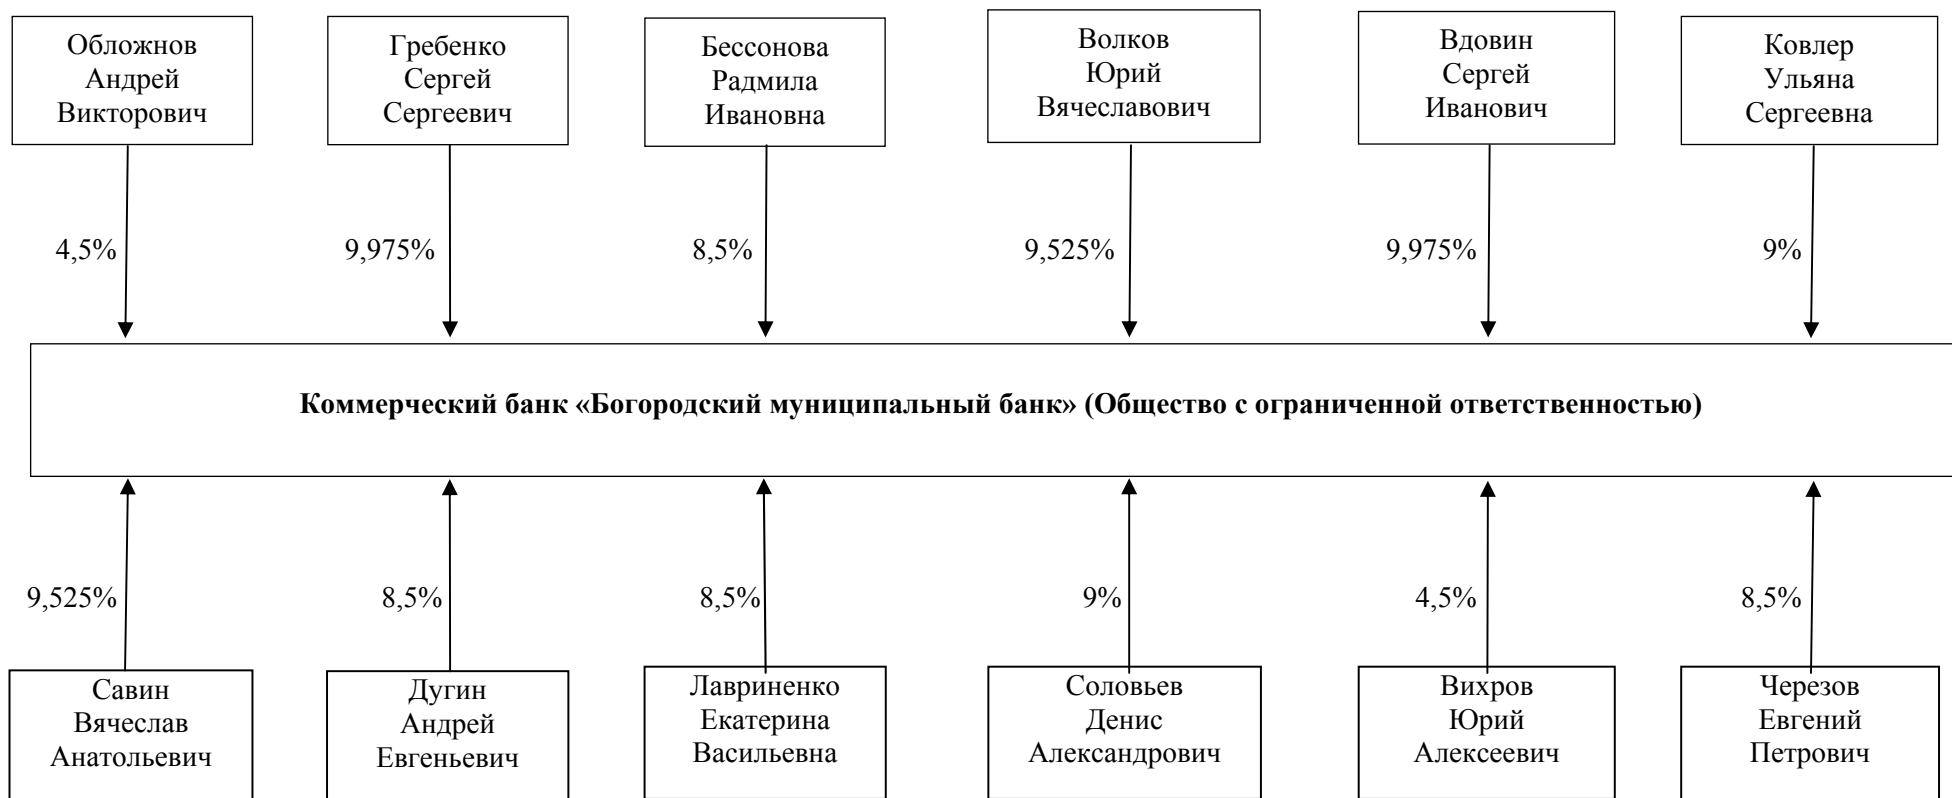 Обложнов
Андрей
Викторович
Гребенко
Сергей
Сергеевич
Бессонова
Радмила
Ивановна
Волков
Юрий
Вячеславович
Вдовин
Сергей
Иванович
Ковлер
Ульяна
Сергеевна
4,5%
9,975%
8,5%
9,525%
9,975%
9%
Коммерческий банк «Богородский муниципальный банк» (Общество с ограниченной ответственностью)
9,525%
8,5%
8,5%
9%
4,5%
8,5%
Савин
Вячеслав
Анатольевич
Дугин
Андрей
Евгеньевич
Лавриненко
Екатерина
Васильевна
Соловьев
Денис
Александрович
Вихров
Юрий
Алексеевич
Черезов
Евгений
Петрович